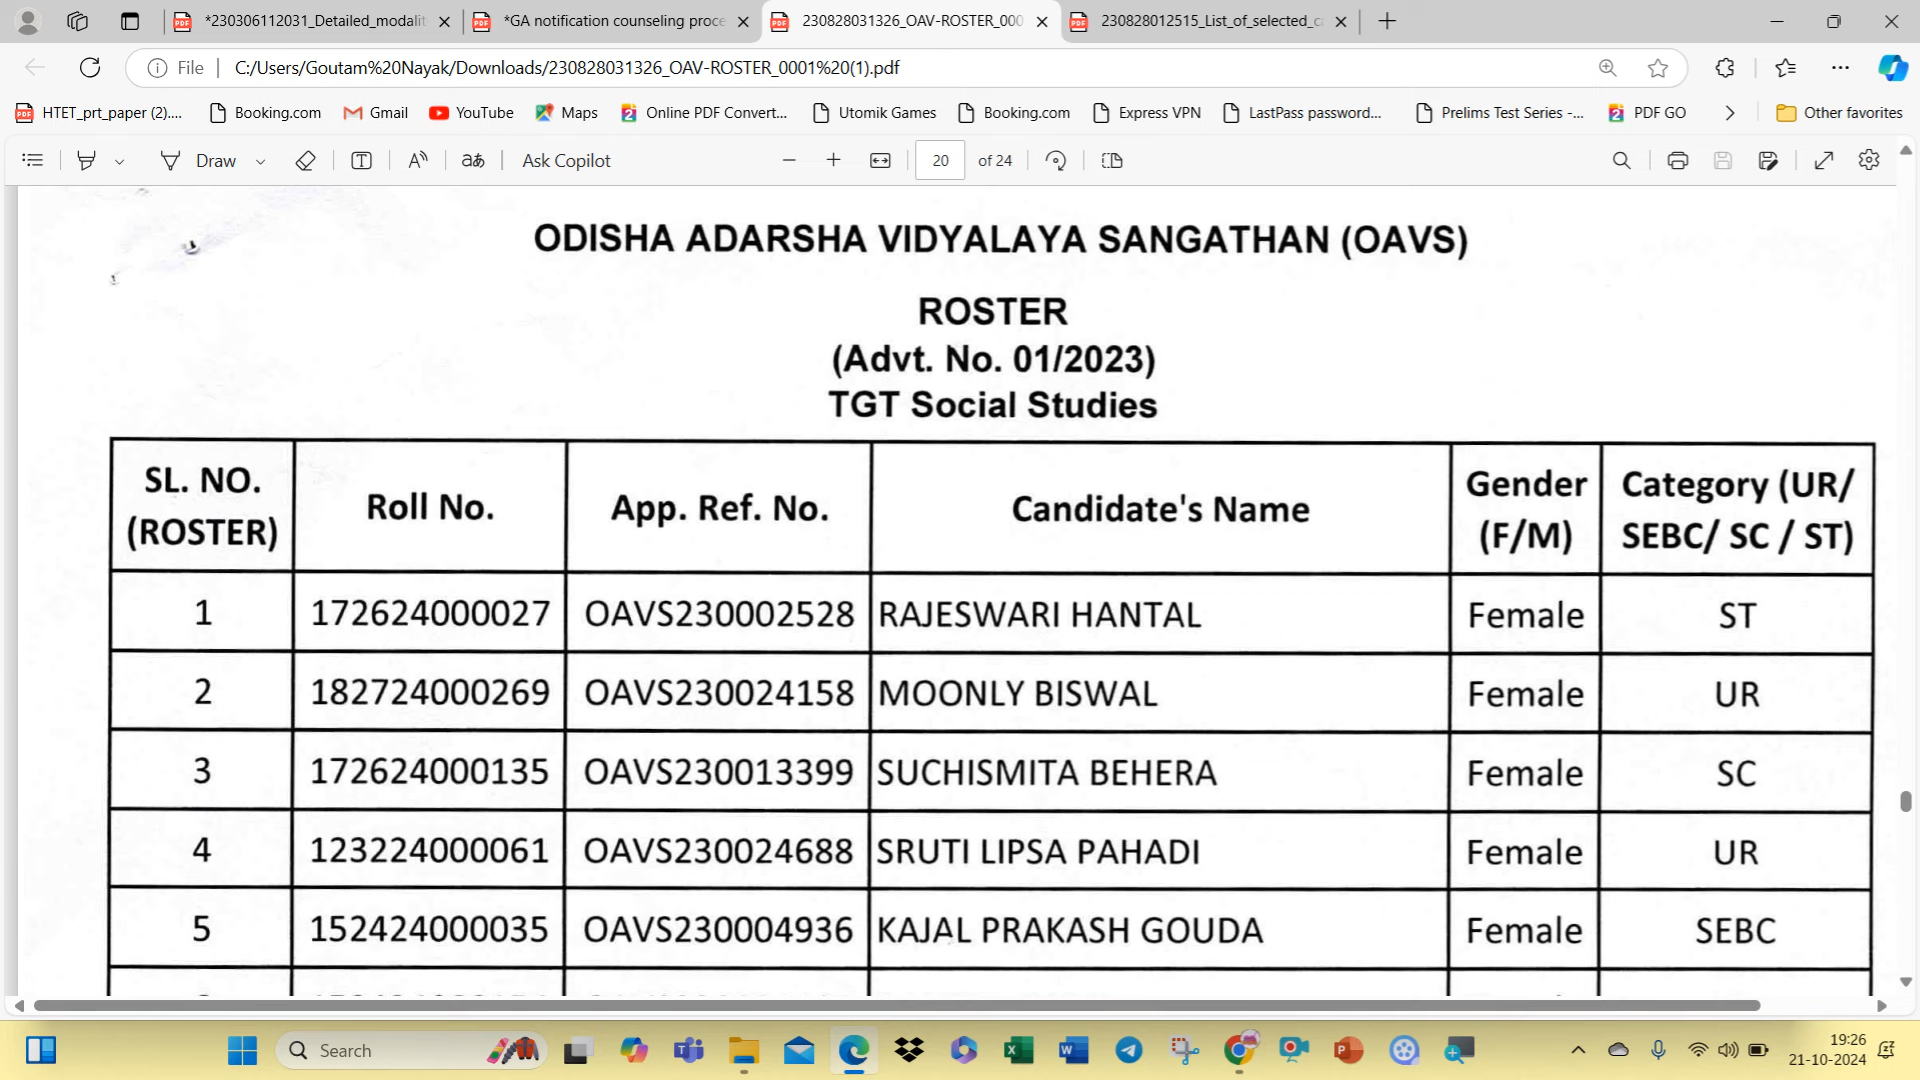 *230306112031_Detailed_modalit
*GA notification counseling proce
230828031326_OAV-ROSTER_000
230828012515_List_of_selected_c
File
C:/Users/Goutam%20Nayak/Downloads/230828031326_OAV-ROSTER_0001%20(1).pdf
HTET_prt_paper (2)....
Booking.com
Gmail
YouTube
Maps
Online PDF Convert...
Utomik Games
Booking.com
Express VPN
LastPass password...
Prelims Test Series -...
PDF GO
Other favorites
Draw
Ask Copilot
20 of 24
ODISHA ADARSHA VIDYALAYA SANGATHAN (OAVS)
ROSTER
(Advt. No. 01/2023)
TGT Social Studies
SL. NO. (ROSTER) Roll No. App. Ref. No. Candidate's Name Gender (F/M) Category (UR/ SEBC/ SC / ST)
1 172624000027 OAVS230002528 RAJESWARI HANTAL Female ST
2 182724000269 OAVS230024158 MOONLY BISWAL Female UR
3 172624000135 OAVS230013399 SUCHISMITA BEHERA Female SC
4 123224000061 OAVS230024688 SRUTI LIPSA PAHADI Female UR
5 152424000035 OAVS230004936 KAJAL PRAKASH GOUDA Female SEBC
Search
19:26
21-10-2024